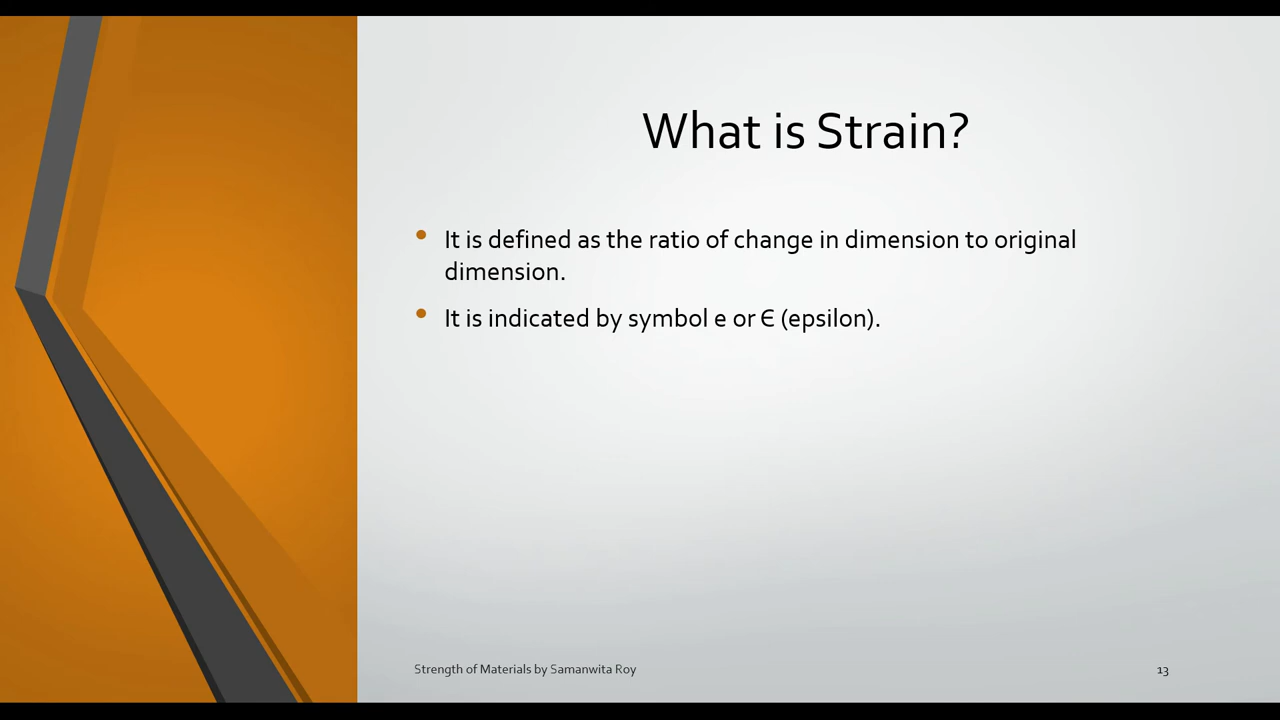 What is Strain?
• It is defined as the ratio of change in dimension to original
dimension.
• It is indicated by symbol e or Є (epsilon).
Strength of Materials by Samanwita Roy
13